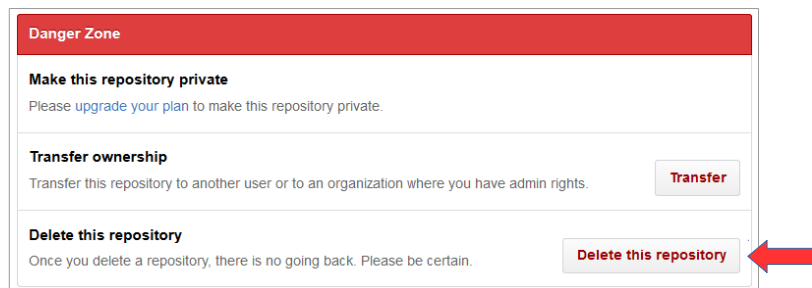 Danger Zone
Make this repository private
Please upgrade your plan to make this repository private.
Transfer ownership
Transfer this repository to another user or to an organization where you have admin rights.
Transfer
Delete this repository
Once you delete a repository, there is no going back. Please be certain.
Delete this repository